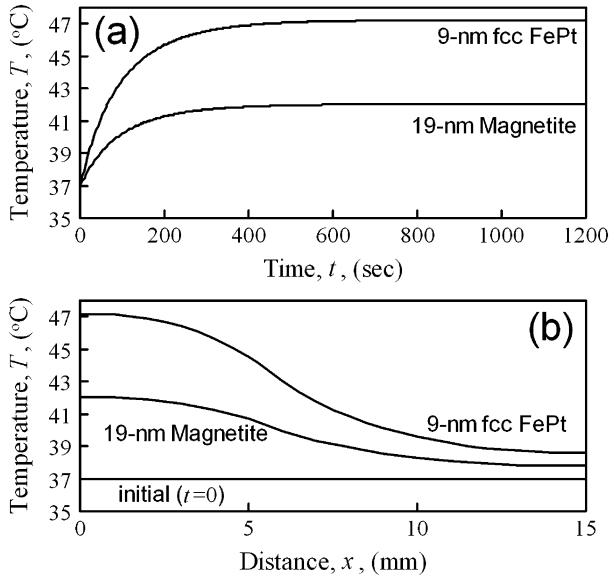 (a)
Temperature, T, (°C)
47
45
43
41
39
37
35
9-nm fcc FePt
19-nm Magnetite
0 200 400 600 800 1000 1200
Time, t, (sec)
(b)
Temperature, T, (°C)
47
45
43
41
39
37
35
19-nm Magnetite
9-nm fcc FePt
initial (t=0)
0 5 10 15
Distance, x, (mm)